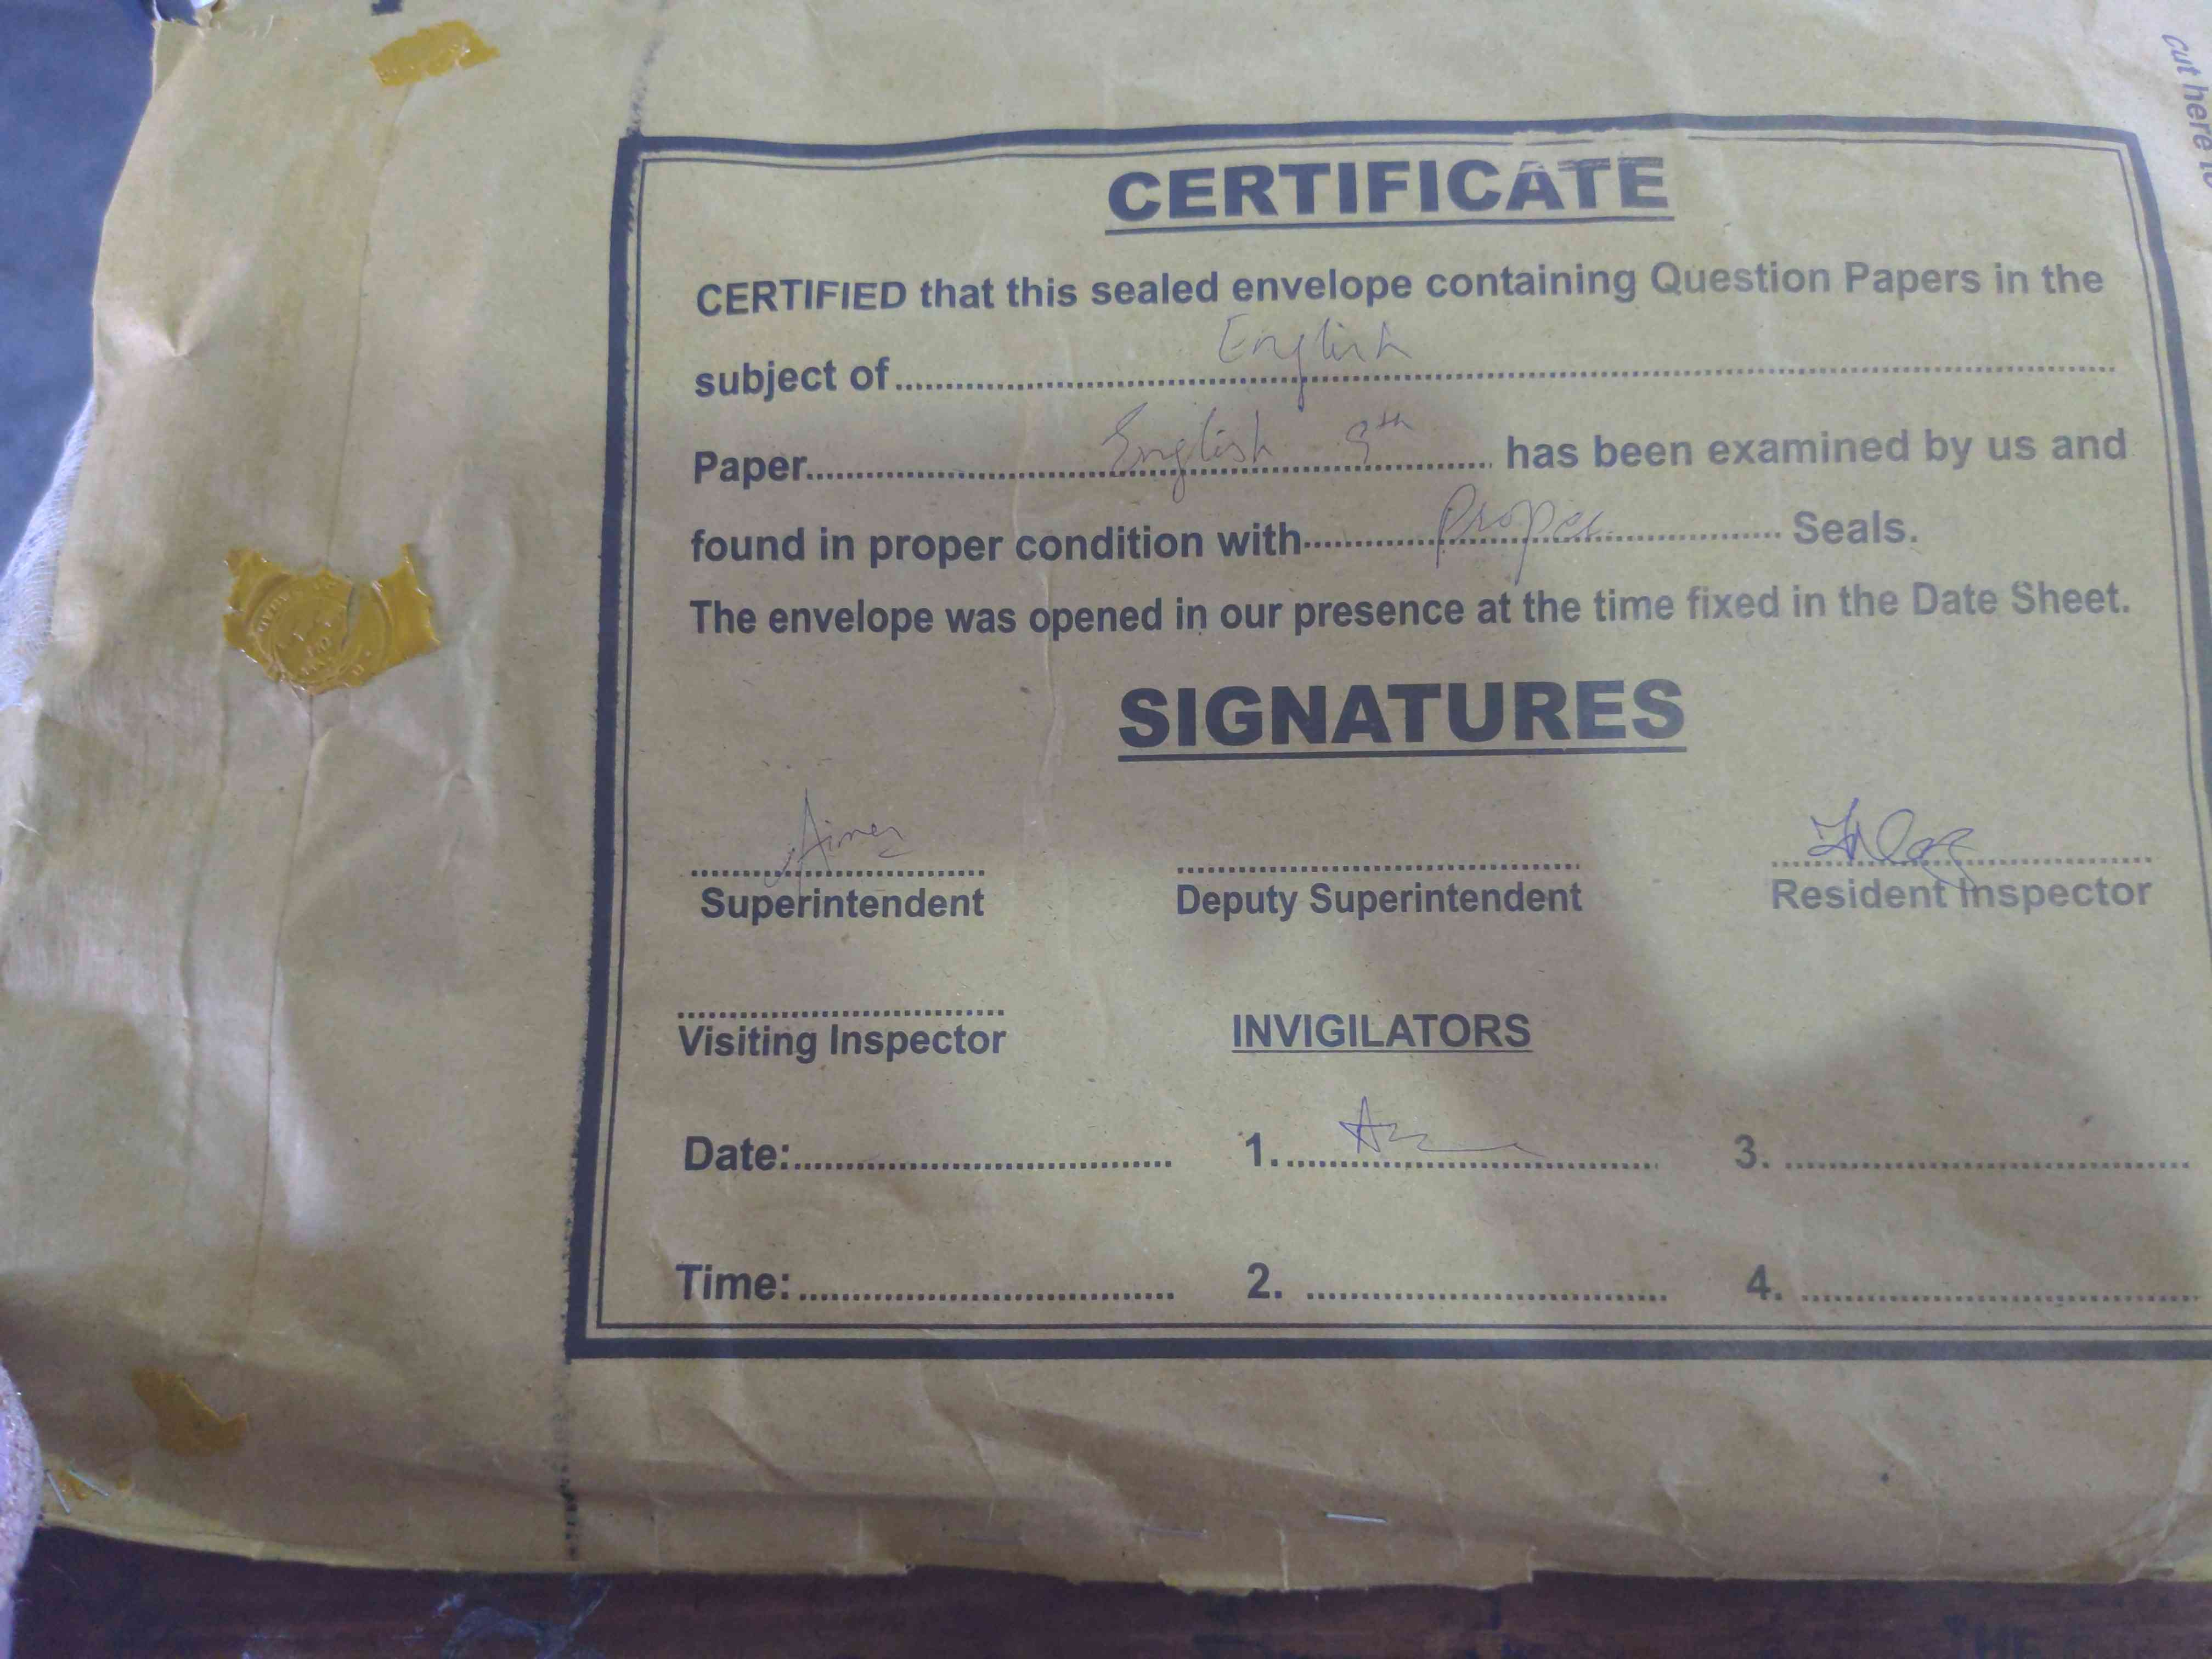 cut here to
CERTIFICATE
CERTIFIED that this sealed envelope containing Question Papers in the
English
subject of
Paper English 9th has been examined by us and
found in proper condition with Proper Seals.
The envelope was opened in our presence at the time fixed in the Date Sheet.
SIGNATURES
Superintendent Deputy Superintendent Resident Inspector
Visiting Inspector INVIGILATORS
Date: 1. 3.
Time: 2. 4.